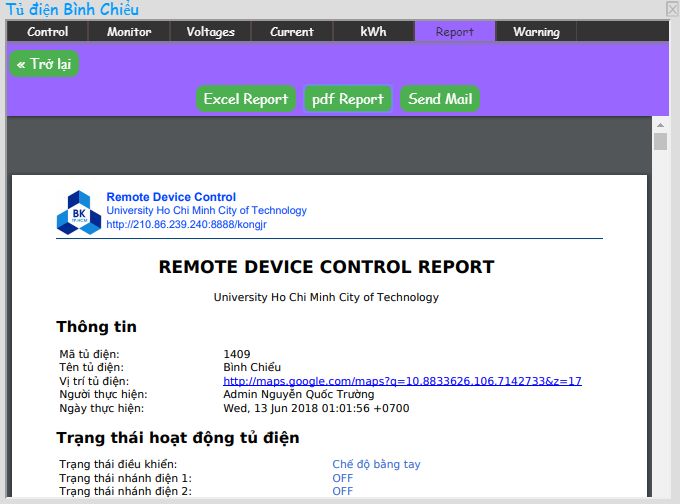 Tủ điện Bình Chiểu
Control Monitor Voltages Current kWh Report Warning
« Trở lại
Excel Report pdf Report Send Mail
BK
TP.HCM
Remote Device Control
University Ho Chi Minh City of Technology
http://210.86.239.240:8888/kongjr
REMOTE DEVICE CONTROL REPORT
University Ho Chi Minh City of Technology
Thông tin
Mã tủ điện: 1409
Tên tủ điện: Bình Chiểu
Vị trí tủ điện: http://maps.google.com/maps?q=10.8833626,106.7142733&z=17
Người thực hiện: Admin Nguyễn Quốc Trường
Ngày thực hiện: Wed, 13 Jun 2018 01:01:56 +0700
Trạng thái hoạt động tủ điện
Trạng thái điều khiển: Chế độ bằng tay
Trạng thái nhánh điện 1: OFF
Trạng thái nhánh điện 2: OFF